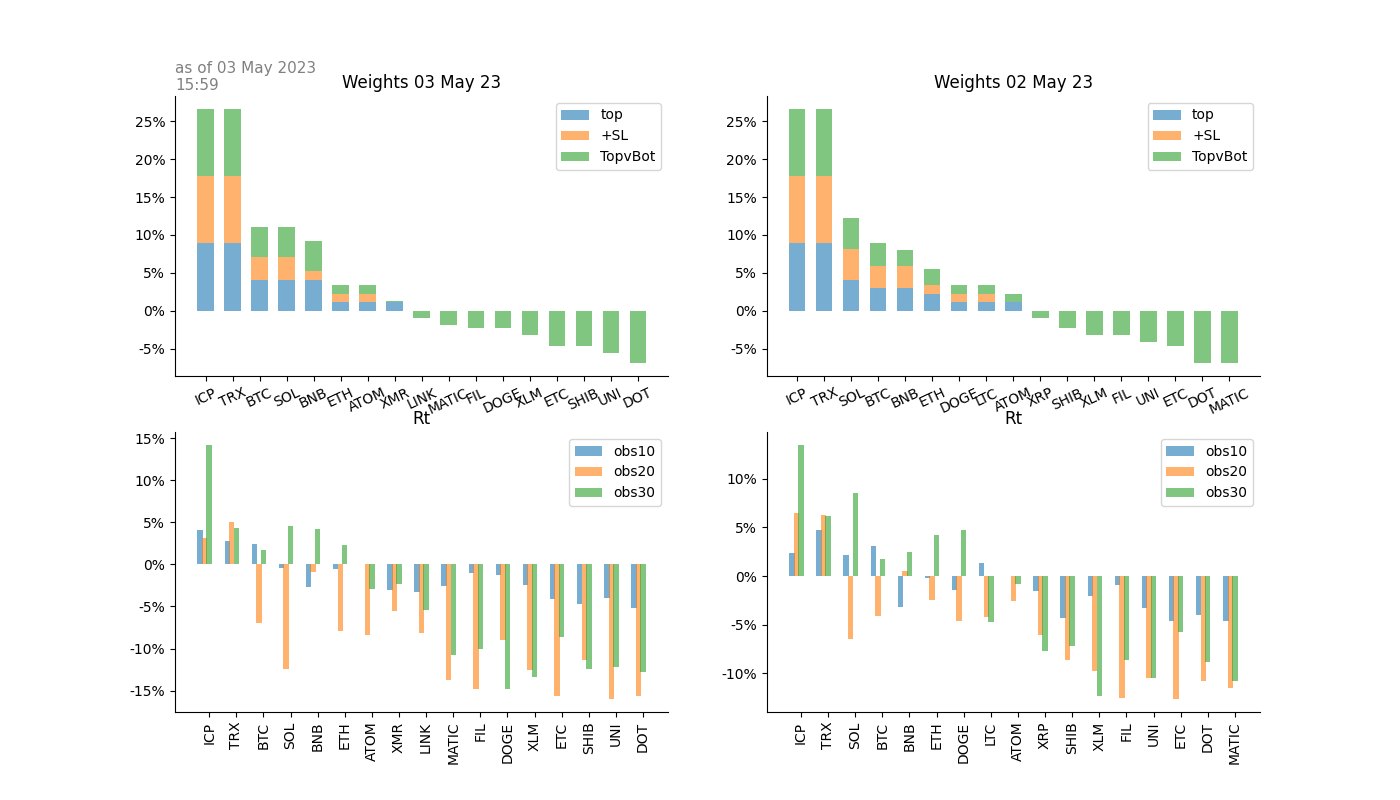 as of 03 May 2023
15:59
Weights 03 May 23
25%
20%
15%
10%
5%
0%
-5%
top
+SL
TopvBot
ICP TRX BTC SOL BNB ETH ATOM XMR LINK MATIC FIL DOGE XLM ETC SHIB UNI DOT
Weights 02 May 23
25%
20%
15%
10%
5%
0%
-5%
top
+SL
TopvBot
ICP TRX SOL BTC BNB ETH DOGE LTC ATOM XRP SHIB XLM FIL UNI ETC DOT MATIC
Rt
15%
10%
5%
0%
-5%
-10%
-15%
obs10
obs20
obs30
ICP TRX BTC SOL BNB ETH ATOM XMR LINK MATIC FIL DOGE XLM ETC SHIB UNI DOT
Rt
10%
5%
0%
-5%
-10%
obs10
obs20
obs30
ICP TRX SOL BTC BNB ETH DOGE LTC ATOM XRP SHIB XLM FIL UNI ETC DOT MATIC